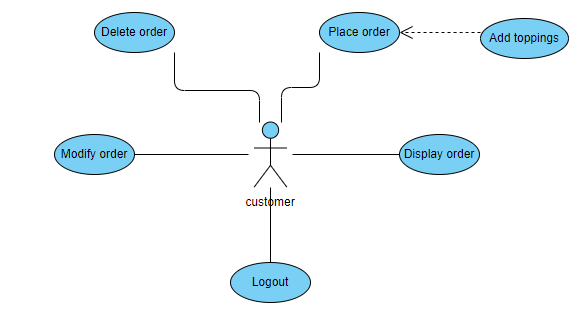 Delete order
Place order
Add toppings
Modify order
Display order
customer
Logout